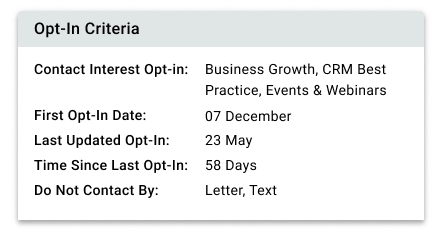 Opt-In Criteria
Contact Interest Opt-in: Business Growth, CRM Best
Practice, Events & Webinars
First Opt-In Date: 07 December
Last Updated Opt-In: 23 May
Time Since Last Opt-In: 58 Days
Do Not Contact By: Letter, Text